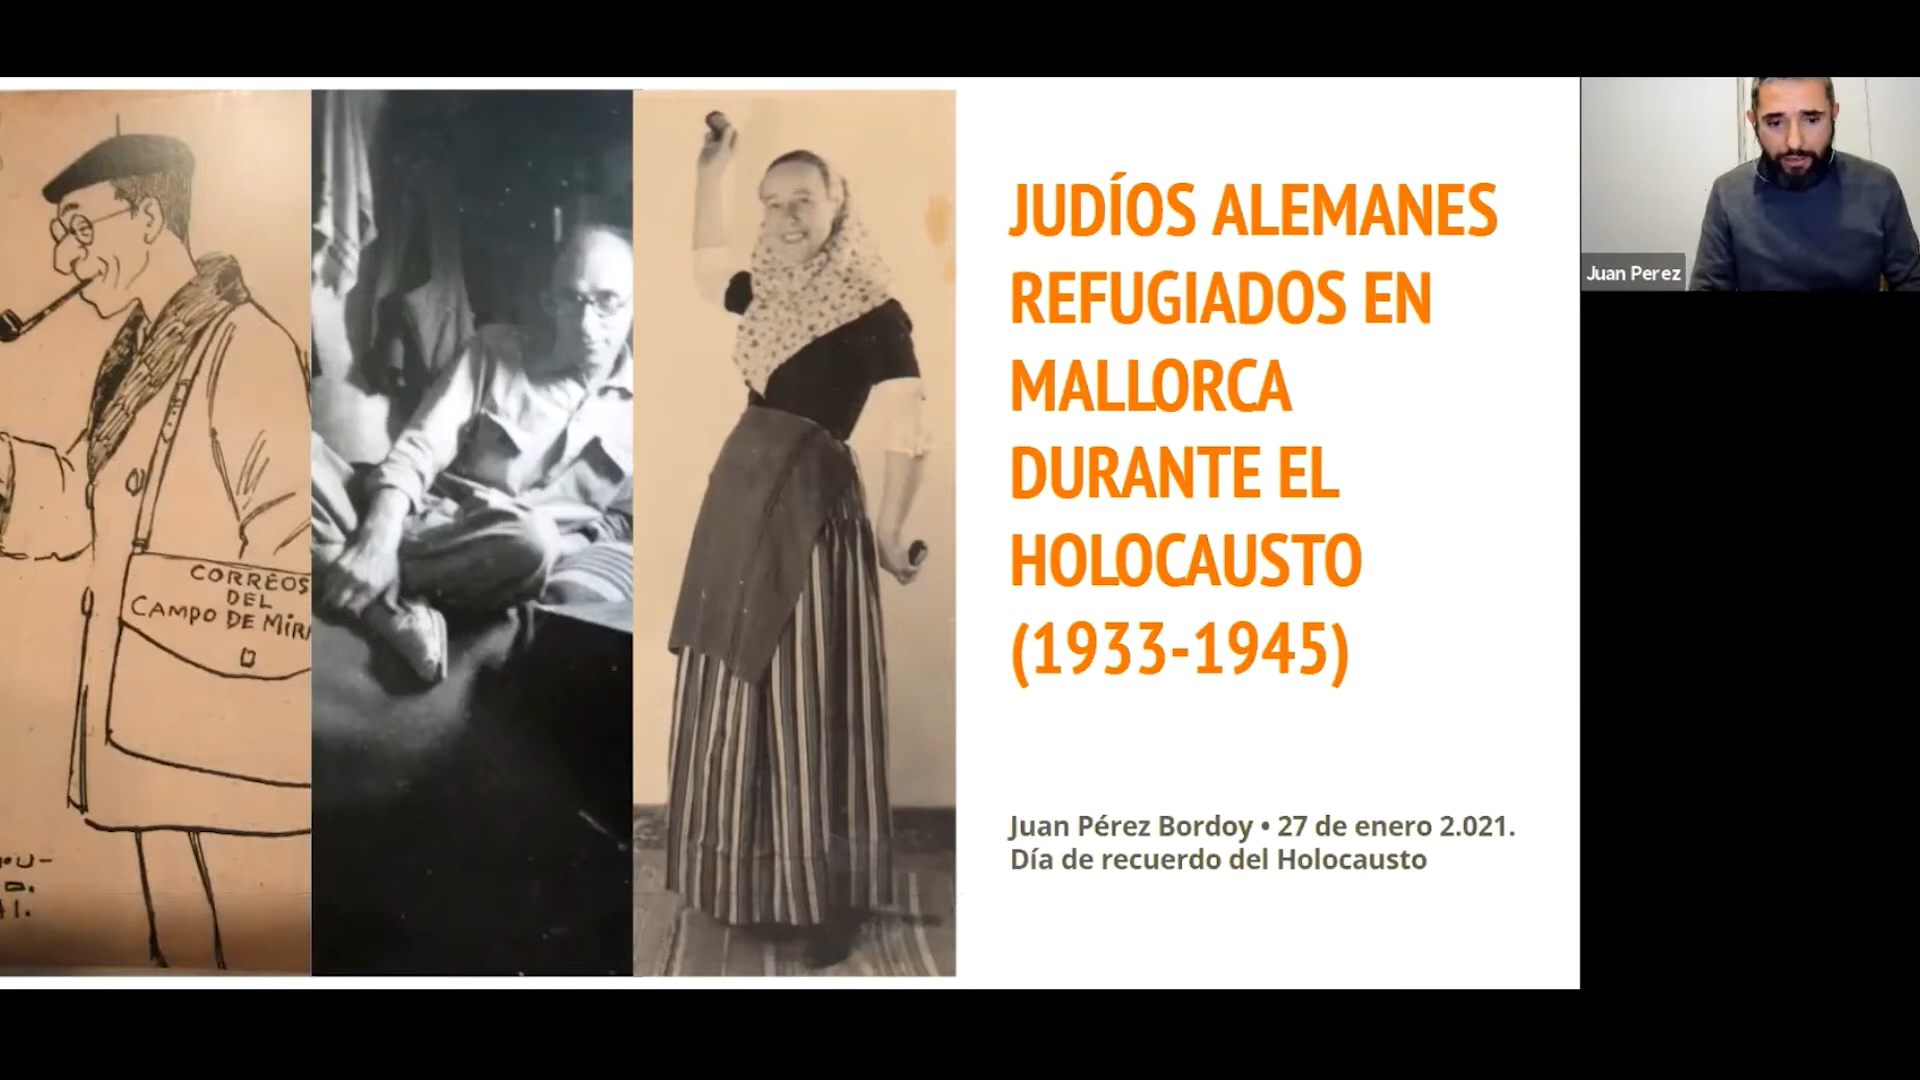 CORREOS
DEL
CAMPO DE MIR
JUDÍOS ALEMANES
REFUGIADOS EN
MALLORCA
DURANTE EL
HOLOCAUSTO
(1933-1945)
Juan Pérez Bordoy • 27 de enero 2.021.
Día de recuerdo del Holocausto
Juan Perez